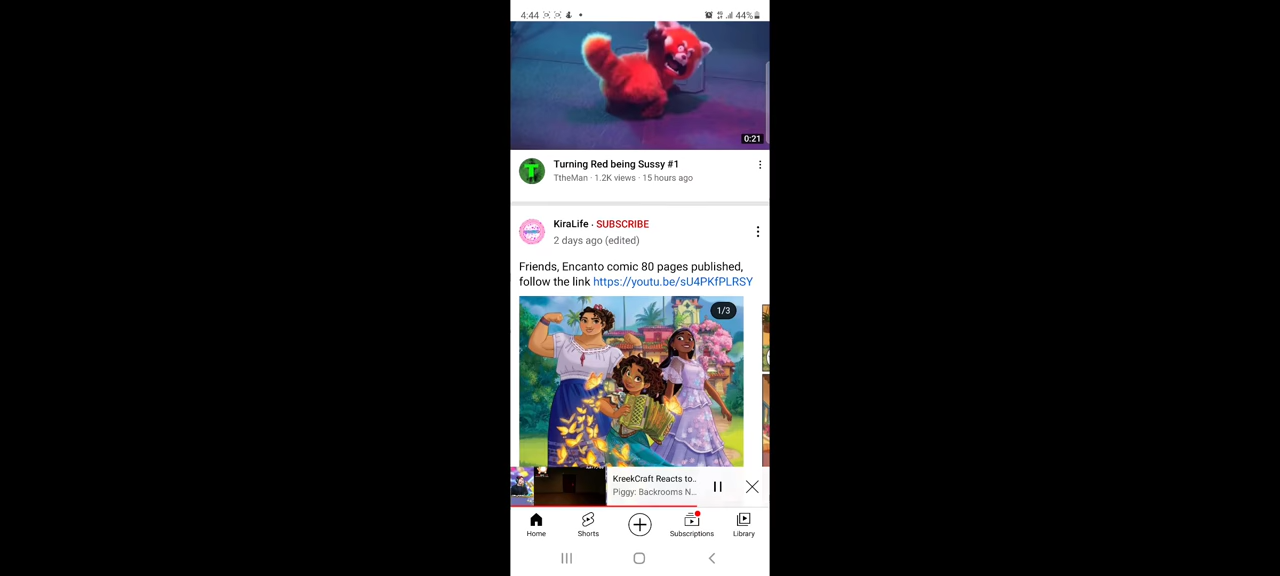 4:44
44%
0:21
Turning Red being Sussy #1
TtheMan · 1.2K views · 15 hours ago
KiraLife · SUBSCRIBE
2 days ago (edited)
Friends, Encanto comic 80 pages published,
follow the link https://youtu.be/sU4PKfPLRSY
1/3
KreekCraft Reacts to..
Piggy: Backrooms N...
Home
Shorts
Subscriptions
Library